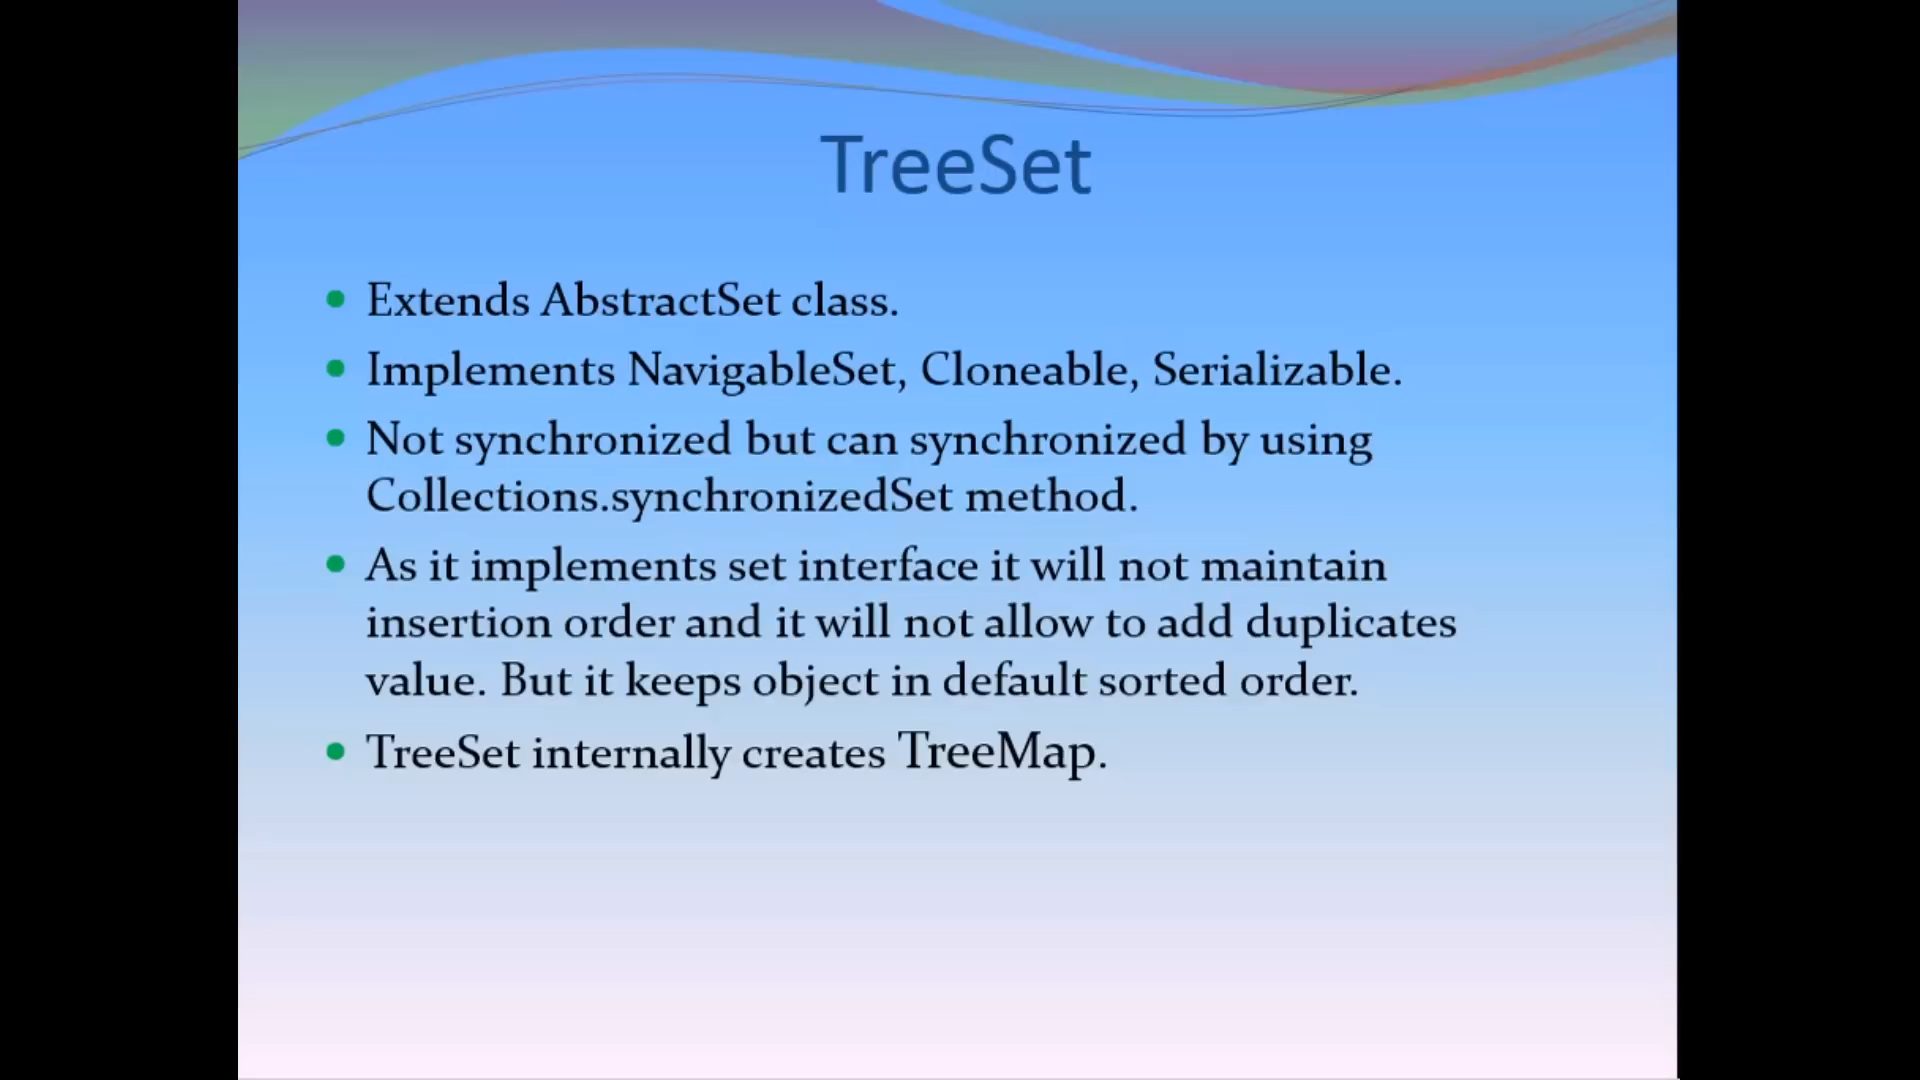 TreeSet
Extends AbstractSet class.
Implements NavigableSet, Cloneable, Serializable.
Not synchronized but can synchronized by using
Collections.synchronizedSet method.
As it implements set interface it will not maintain
insertion order and it will not allow to add duplicates
value. But it keeps object in default sorted order.
TreeSet internally creates TreeMap.